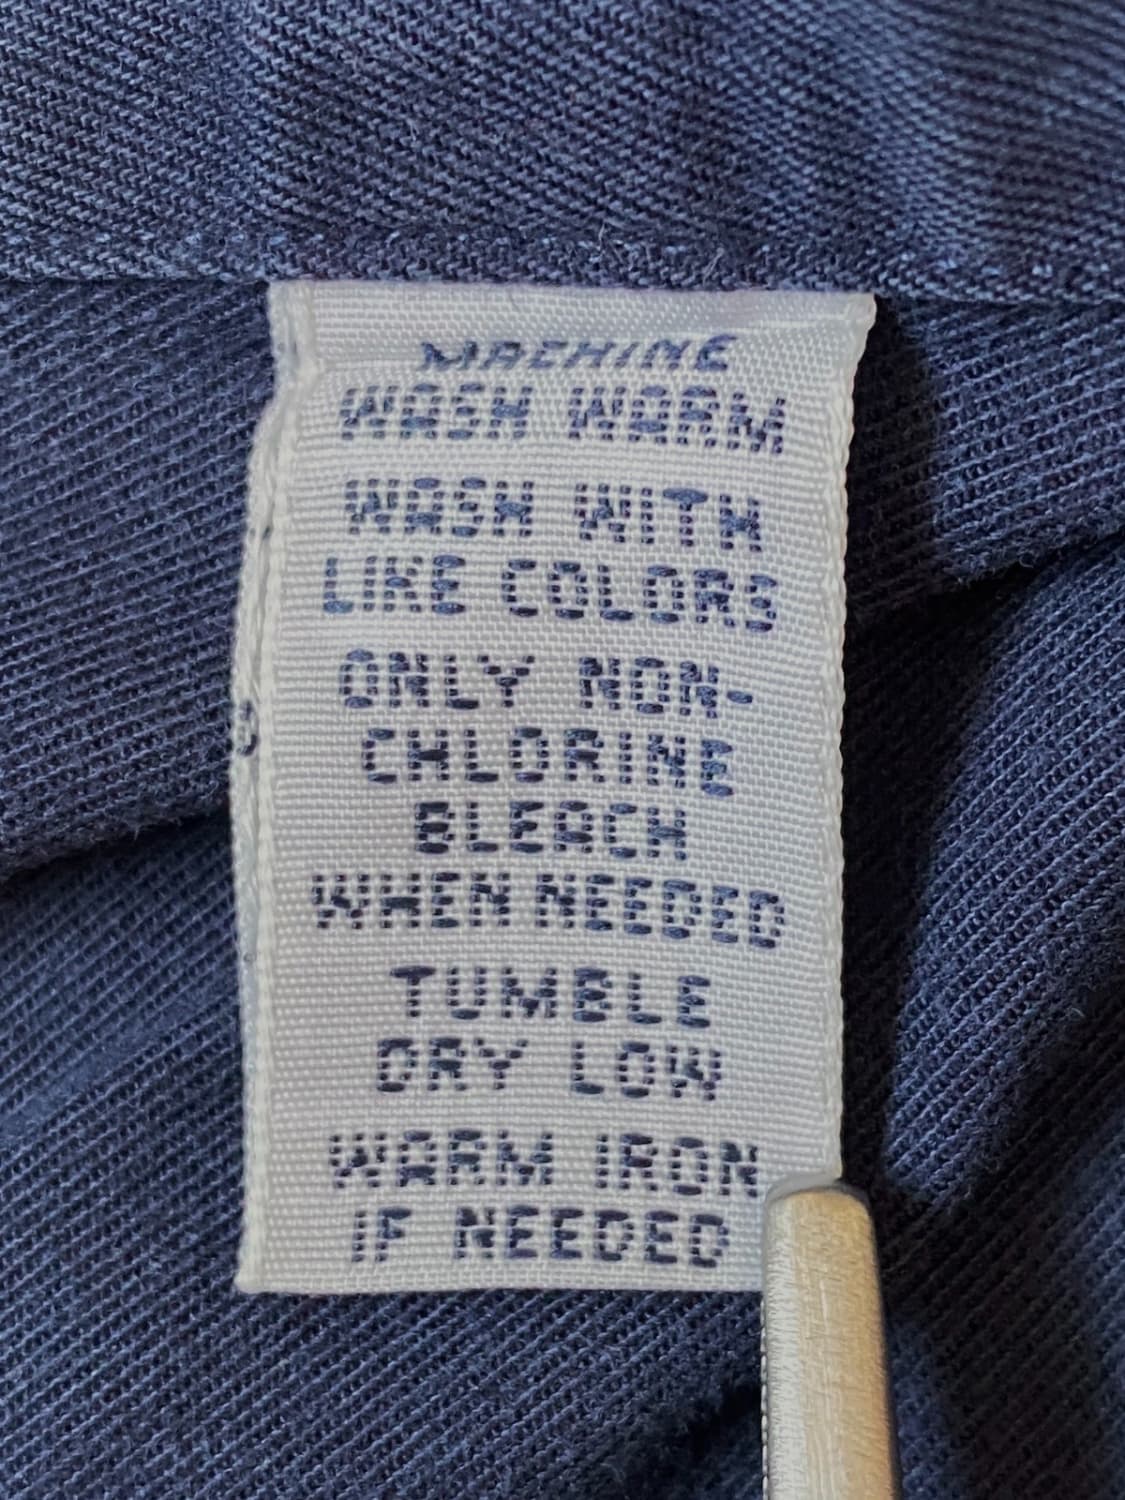 MACHINE
WASH WARM
WASH WITH
LIKE COLORS
ONLY NON-
CHLORINE
BLEACH
WHEN NEEDED
TUMBLE
DRY LOW
WARM IRON
IF NEEDED